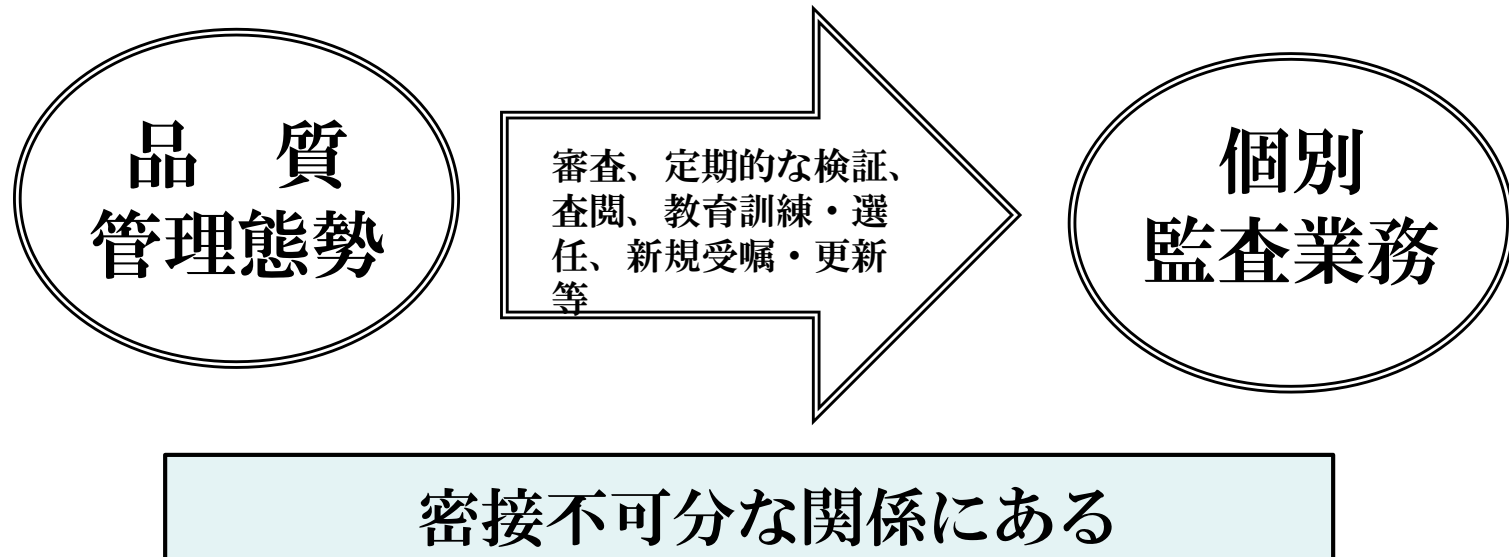 品　質
管理態勢
審査、定期的な検証、
査閲、教育訓練・選
任、新規受嘱・更新
等
個別
監査業務
密接不可分な関係にある